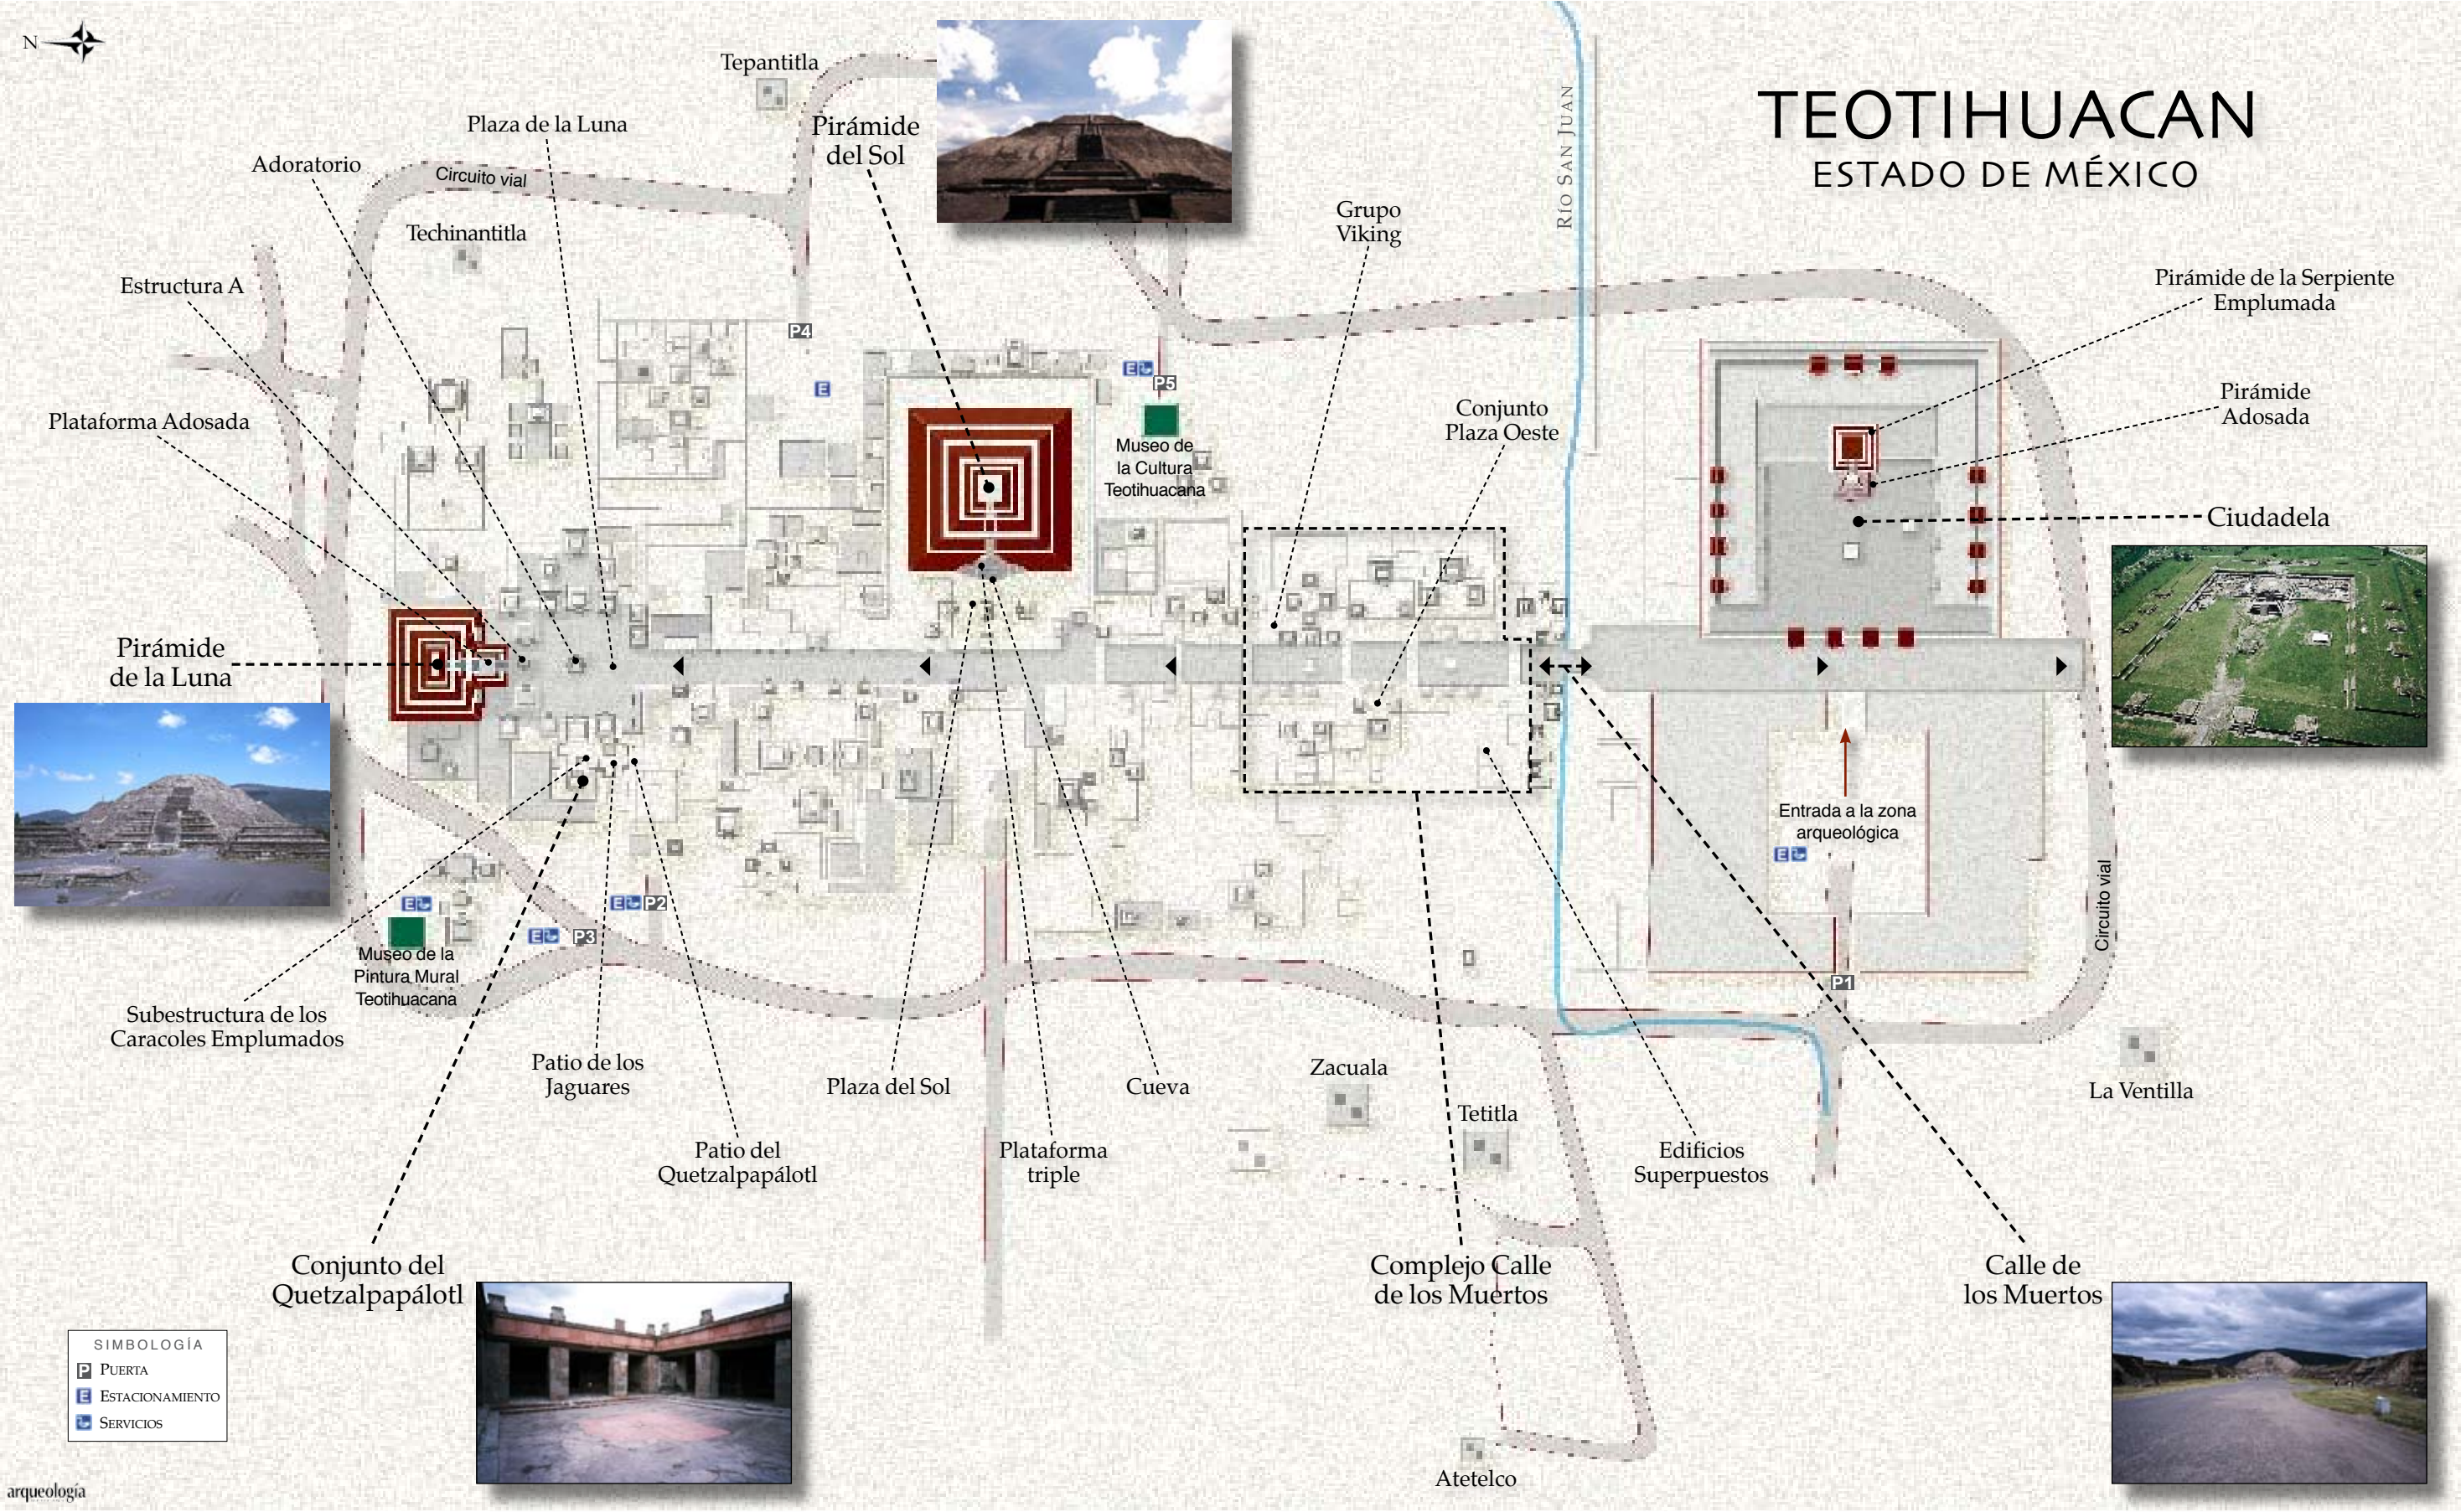 N
TEOTIHUACAN
ESTADO DE MÉXICO
Tepantitla
Pirámide
del Sol
Plaza de la Luna
Adoratorio
Circuito vial
Techinantitla
Estructura A
Plataforma Adosada
Pirámide
de la Luna
RÍO SAN JUAN
Grupo
Viking
Conjunto
Plaza Oeste
Pirámide de la Serpiente
Emplumada
Pirámide
Adosada
Ciudadela
P4
E
E
P5
Museo de
la Cultura
Teotihuacana
Entrada a la zona
arqueológica
E
Circuito vial
P1
E
Museo de la
Pintura Mural
Teotihuacana
E
P3
E
P2
Subestructura de los
Caracoles Emplumados
Patio de los
Jaguares
Patio del
Quetzalpapálotl
Plaza del Sol
Plataforma
triple
Cueva
Zacuala
Tetitla
Edificios
Superpuestos
La Ventilla
Conjunto del
Quetzalpapálotl
Complejo Calle
de los Muertos
Calle de
los Muertos
Atetelco
SIMBOLOGÍA
P PUERTA
E ESTACIONAMIENTO
SERVICIOS
arqueología